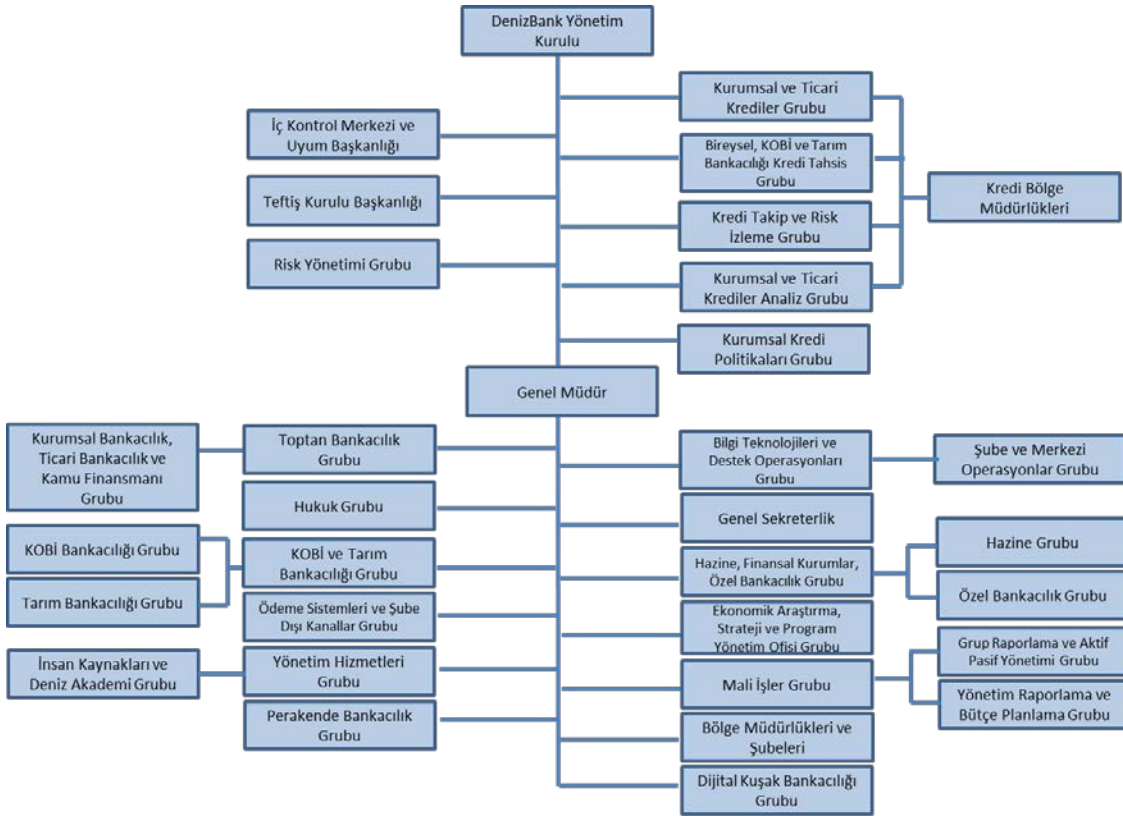 DenizBank Yönetim
Kurulu
Kurumsal ve Ticari
Krediler Grubu
İç Kontrol Merkezi ve
Uyum Başkanlığı
Bireysel, KOBİ ve Tarım
Bankacılığı Kredi Tahsis
Grubu
Teftiş Kurulu Başkanlığı
Kredi Bölge
Müdürlükleri
Kredi Takip ve Risk
İzleme Grubu
Risk Yönetimi Grubu
Kurumsal ve Ticari
Krediler Analiz Grubu
Kurumsal Kredi
Politikaları Grubu
Genel Müdür
Kurumsal Bankacılık,
Ticari Bankacılık ve
Kamu Finansmanı
Grubu
Toptan Bankacılık
Grubu
Bilgi Teknolojileri ve
Destek Operasyonları
Grubu
Şube ve Merkezi
Operasyonlar Grubu
Hukuk Grubu
Genel Sekreterlik
KOBİ Bankacılığı Grubu
Tarım Bankacılığı Grubu
KOBİ ve Tarım
Bankacılığı Grubu
Hazine, Finansal Kurumlar,
Özel Bankacılık Grubu
Hazine Grubu
Özel Bankacılık Grubu
Ödeme Sistemleri ve Şube
Dışı Kanallar Grubu
Ekonomik Araştırma,
Strateji ve Program
Yönetim Ofisi Grubu
İnsan Kaynakları ve
Deniz Akademi Grubu
Yönetim Hizmetleri
Grubu
Mali İşler Grubu
Grup Raporlama ve Aktif
Pasif Yönetimi Grubu
Yönetim Raporlama ve
Bütçe Planlama Grubu
Perakende Bankacılık
Grubu
Bölge Müdürlükleri ve
Şubeleri
Dijital Kuşak Bankacılığı
Grubu